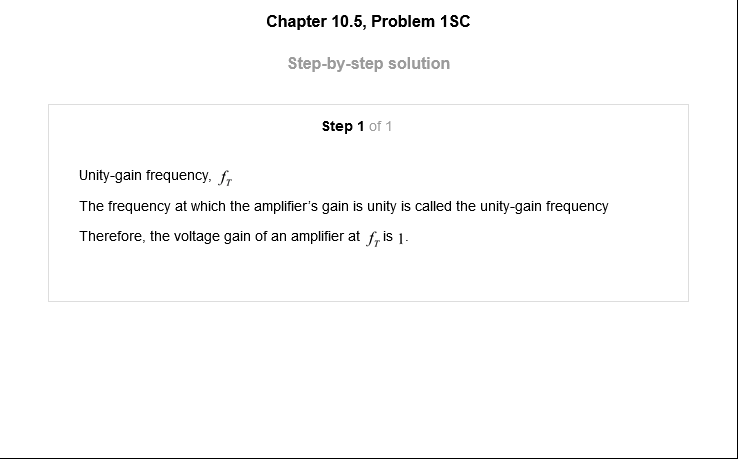 Chapter 10.5, Problem 1SC
Step-by-step solution
Step 1 of 1
Unity-gain frequency, f_T
The frequency at which the amplifier's gain is unity is called the unity-gain frequency
Therefore, the voltage gain of an amplifier at f_T is 1.